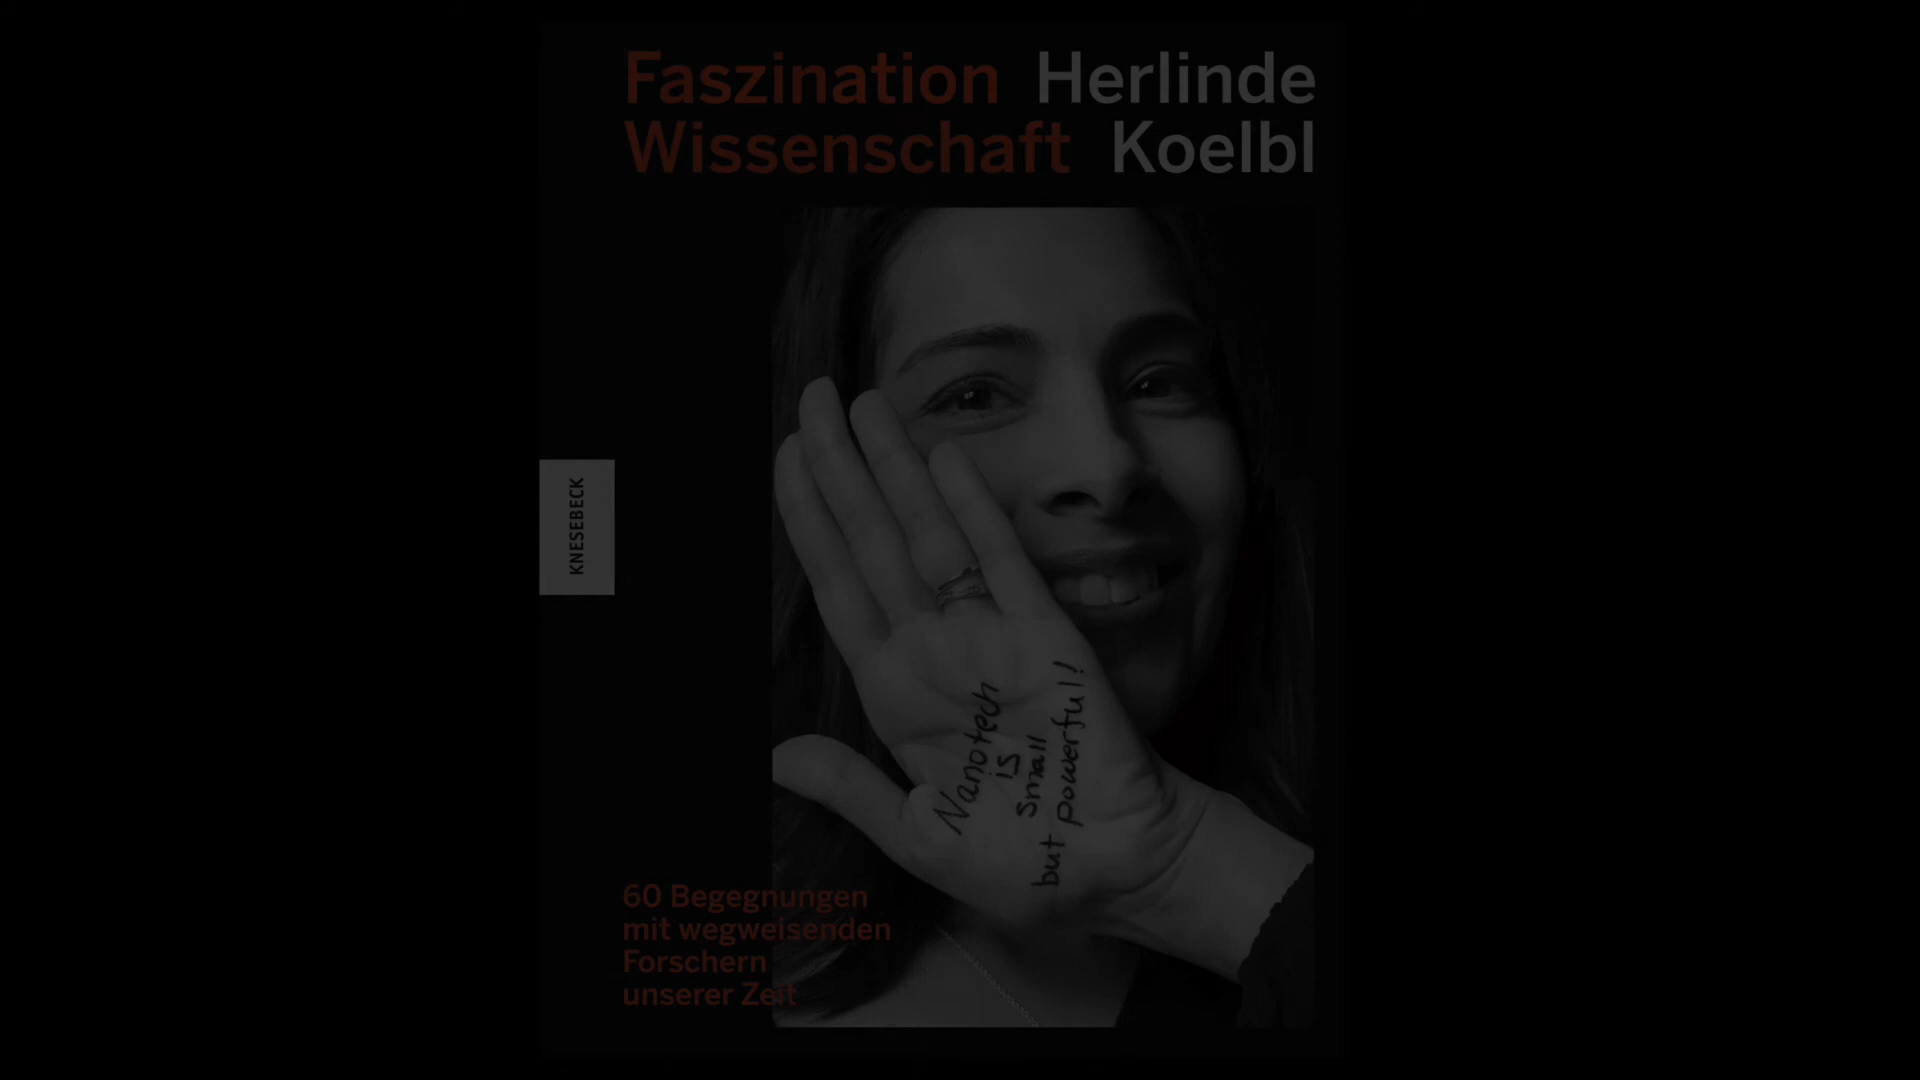 Faszination Herlinde
Wissenschaft Koelbl
KNESEBECK
Nanotech
is
small
but powerful!
60 Begegnungen
mit wegweisenden
Forschern
unserer Zeit